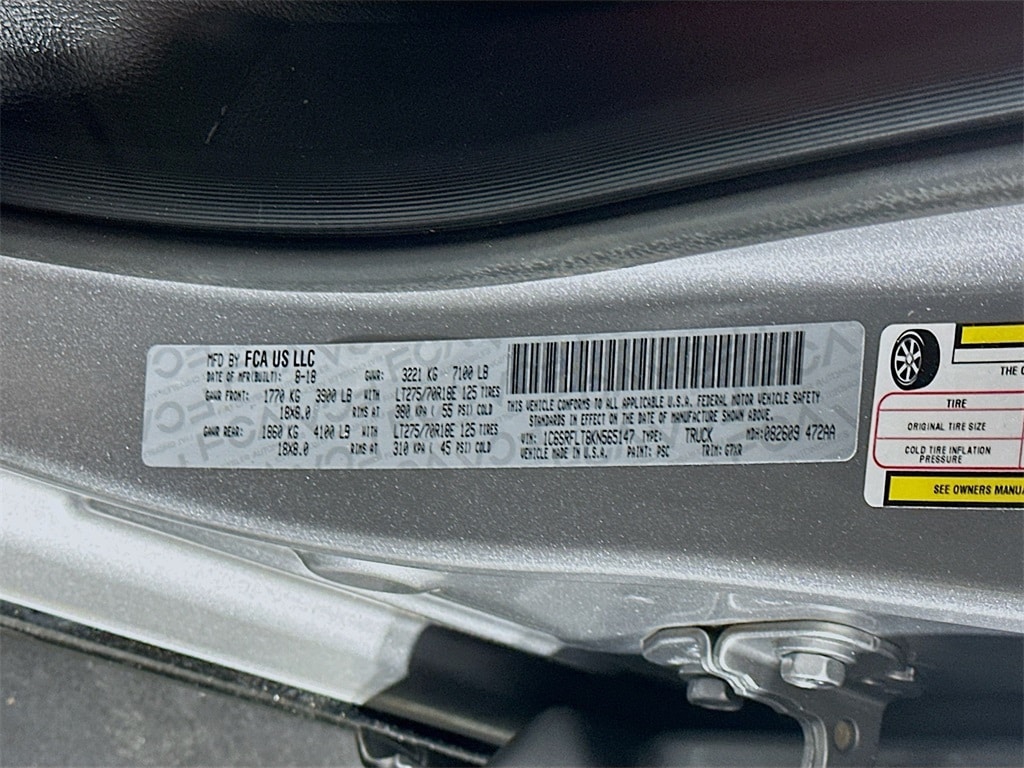 MFD BY FCA US LLC
DATE OF MFR(BUILT): 8-18 GVWR: 3221 KG - 7100 LB
GAWR FRONT: 1770 KG 3900 LB LT275/70R18E 125 TIRES
18X8.0 RIMS AT 380 KPA ( 55 PSI) COLD
GAWR REAR: 1860 KG 4100 LB LT275/70R18E 125 TIRES
18X8.0 RIMS AT 310 KPA ( 45 PSI) COLD
THIS VEHICLE CONFORMS TO ALL APPLICABLE U.S.A. FEDERAL MOTOR VEHICLE SAFETY
STANDARDS IN EFFECT ON THE DATE OF MANUFACTURE SHOWN ABOVE.
VIN: 1C6SRFLT8KN565147 TYPE: TRUCK MDH: 082609 472AA
VEHICLE MADE IN U.S.A. PAINT: PSC TRIM: G7XR
TIRE
ORIGINAL TIRE SIZE
COLD TIRE INFLATION
PRESSURE
SEE OWNERS